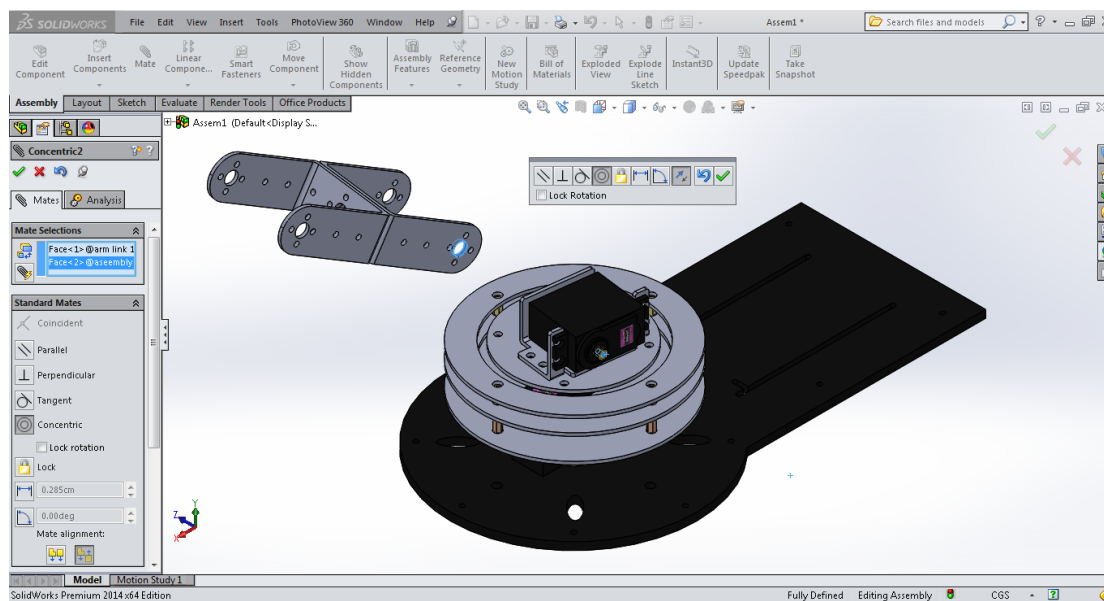 SOLIDWORKS File Edit View Insert Tools PhotoView 360 Window Help Assem1 * Search files and models
Edit Component
Insert Components
Mate
Linear Compone...
Smart Fasteners
Move Component
Show Hidden Components
Assembly Features
Reference Geometry
New Motion Study
Bill of Materials
Exploded View
Explode Line Sketch
Instant3D
Update Speedpak
Take Snapshot
Assembly Layout Sketch Evaluate Render Tools Office Products
Assem1 (Default<Display S...
Concentric2
Mates Analysis
Lock Rotation
Mate Selections
Face<1>@arm link 1
Face<2>@aseembly
Standard Mates
Coincident
Parallel
Perpendicular
Tangent
Concentric
Lock rotation
Lock
0.285cm
0.00deg
Mate alignment:
Y
Z
X
Model Motion Study 1
SolidWorks Premium 2014 x64 Edition Fully Defined Editing Assembly CGS